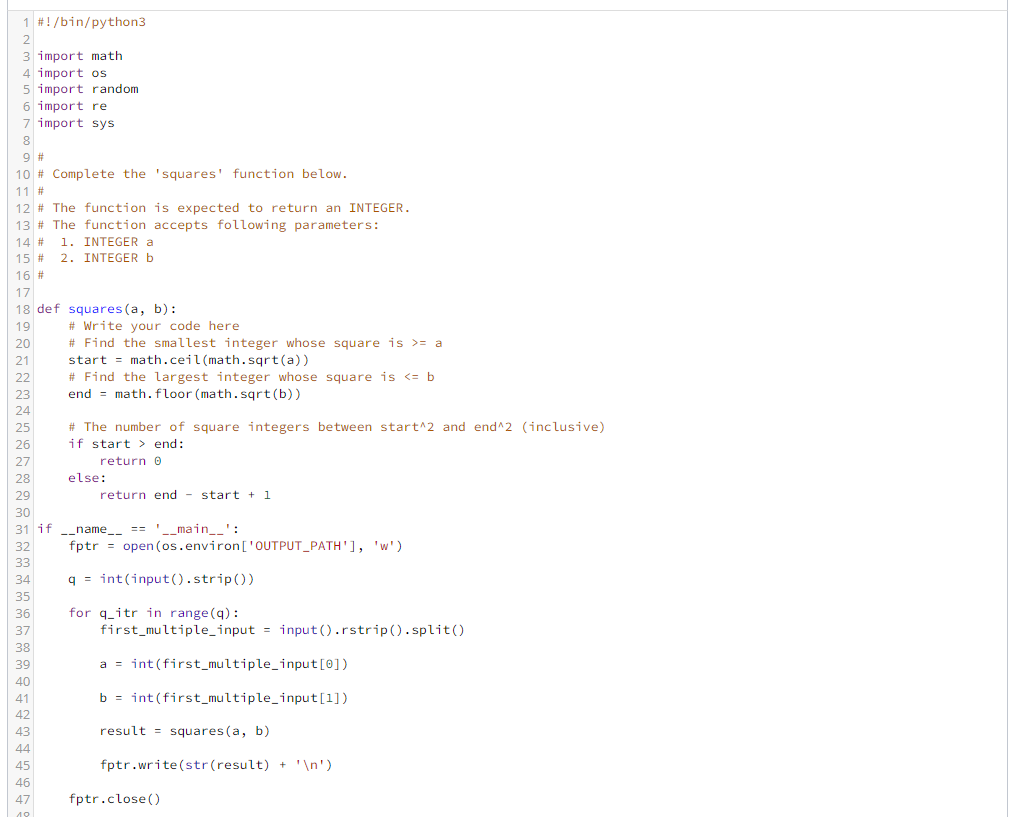 1 #!/bin/python3
2
3 import math
4 import os
5 import random
6 import re
7 import sys
8
9 #
10 # Complete the 'squares' function below.
11 #
12 # The function is expected to return an INTEGER.
13 # The function accepts following parameters:
14 #  1. INTEGER a
15 #  2. INTEGER b
16 #
17
18 def squares(a, b):
19     # Write your code here
20     # Find the smallest integer whose square is >= a
21     start = math.ceil(math.sqrt(a))
22     # Find the largest integer whose square is <= b
23     end = math.floor(math.sqrt(b))
24
25     # The number of square integers between start^2 and end^2 (inclusive)
26     if start > end:
27         return 0
28     else:
29         return end - start + 1
30
31 if __name__ == '__main__':
32     fptr = open(os.environ['OUTPUT_PATH'], 'w')
33
34     q = int(input().strip())
35
36     for q_itr in range(q):
37         first_multiple_input = input().rstrip().split()
38
39         a = int(first_multiple_input[0])
40
41         b = int(first_multiple_input[1])
42
43         result = squares(a, b)
44
45         fptr.write(str(result) + '\n')
46
47     fptr.close()
48